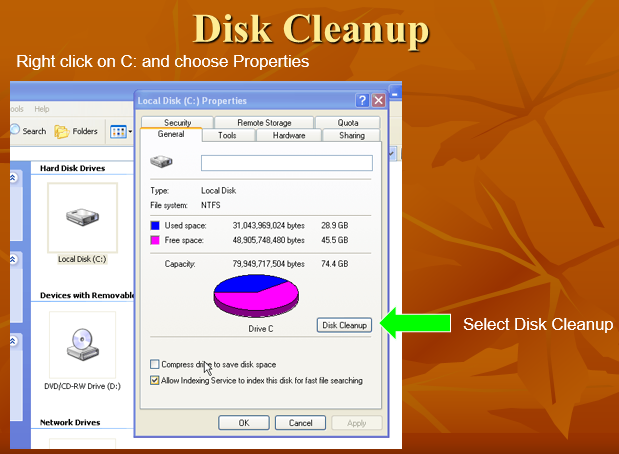 Disk Cleanup
Right click on C: and choose Properties
Local Disk (C:) Properties
Help
Search
Folders
Security
Remote Storage
Quota
General
Tools
Hardware
Sharing
Hard Disk Drives
Local Disk (C:)
Devices with Removable
DVD/CD-RW Drive (D:)
Network Drives
Type: Local Disk
File system: NTFS
Used space: 31,043,969,024 bytes 28.9 GB
Free space: 48,905,748,480 bytes 45.5 GB
Capacity: 79,949,717,504 bytes 74.4 GB
Drive C
Disk Cleanup
Select Disk Cleanup
Compress drive to save disk space
Allow Indexing Service to index this disk for fast file searching
OK
Cancel
Apply